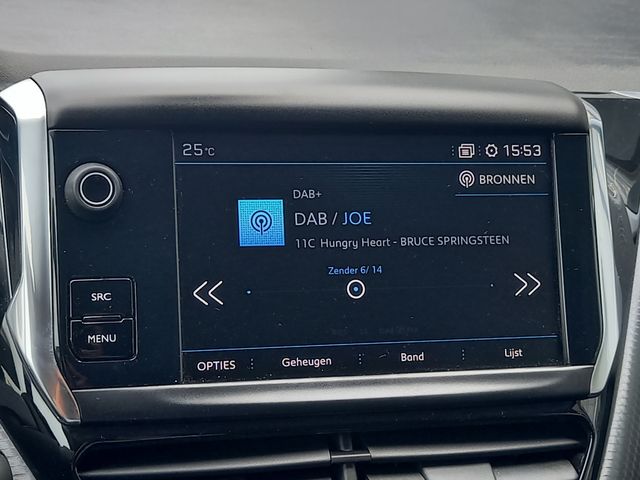 25°C
15:53
BRONNEN
DAB+
DAB / JOE
11C Hungry Heart - BRUCE SPRINGSTEEN
Zender 6/ 14
SRC
MENU
OPTIES Geheugen Band Lijst